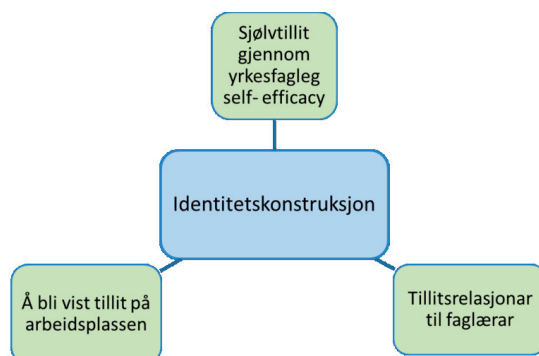 Sjølvtillit
gjennom
yrkesfagleg
self- efficacy
Identitetskonstruksjon
Å bli vist tillit på
arbeidsplassen
Tillitsrelasjonar
til faglærar